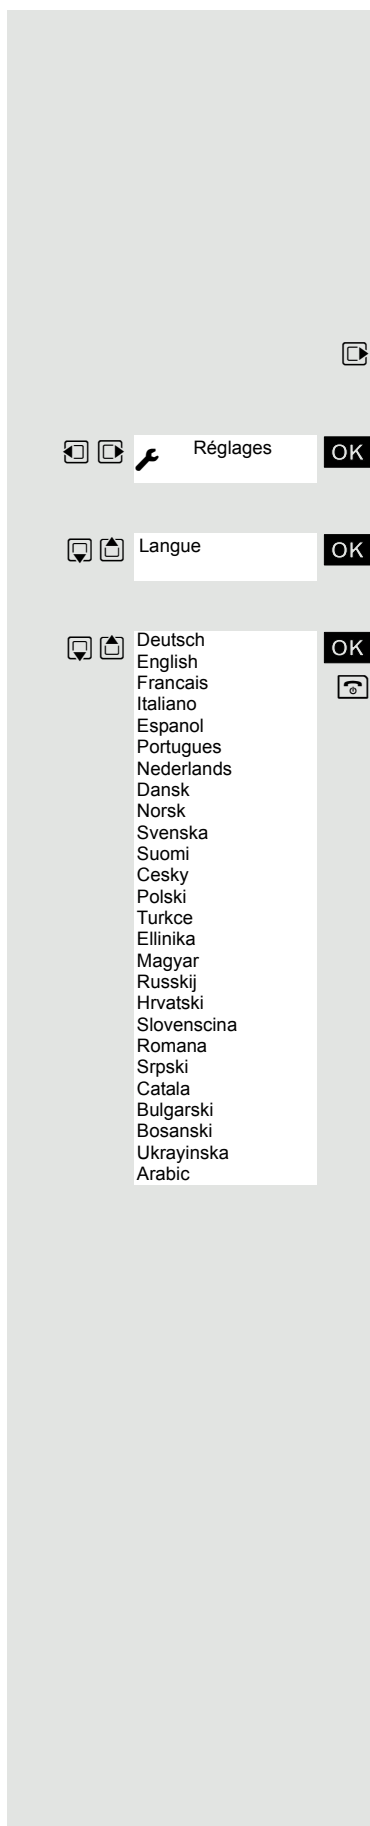 Réglages OK
Langue OK
Deutsch OK
English
Francais
Italiano
Espanol
Portugues
Nederlands
Dansk
Norsk
Svenska
Suomi
Cesky
Polski
Turkce
Ellinika
Magyar
Russkij
Hrvatski
Slovenscina
Romana
Srpski
Catala
Bulgarski
Bosanski
Ukrayinska
Arabic